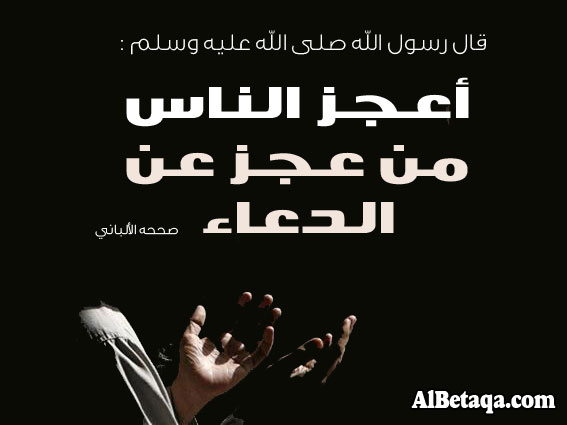 قال رسول الله صلى الله عليه وسلم :
أعجز الناس
من عجز عن
الدعاء صححه الألباني
AlBetaqa.com